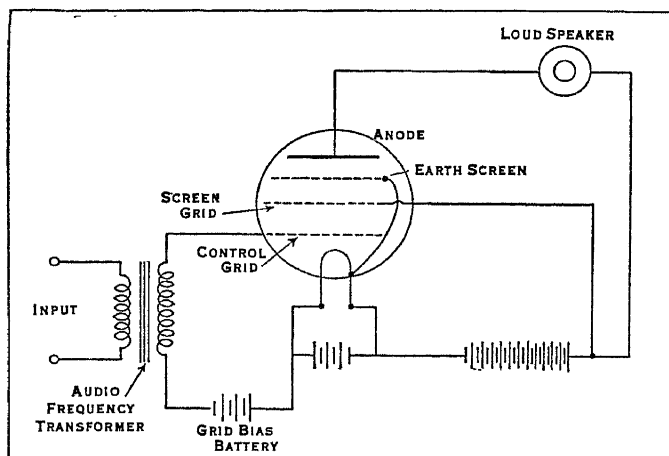 LOUD SPEAKER
ANODE
EARTH SCREEN
SCREEN
GRID
CONTROL
GRID
INPUT
AUDIO
FREQUENCY
TRANSFORMER
GRID BIAS
BATTERY